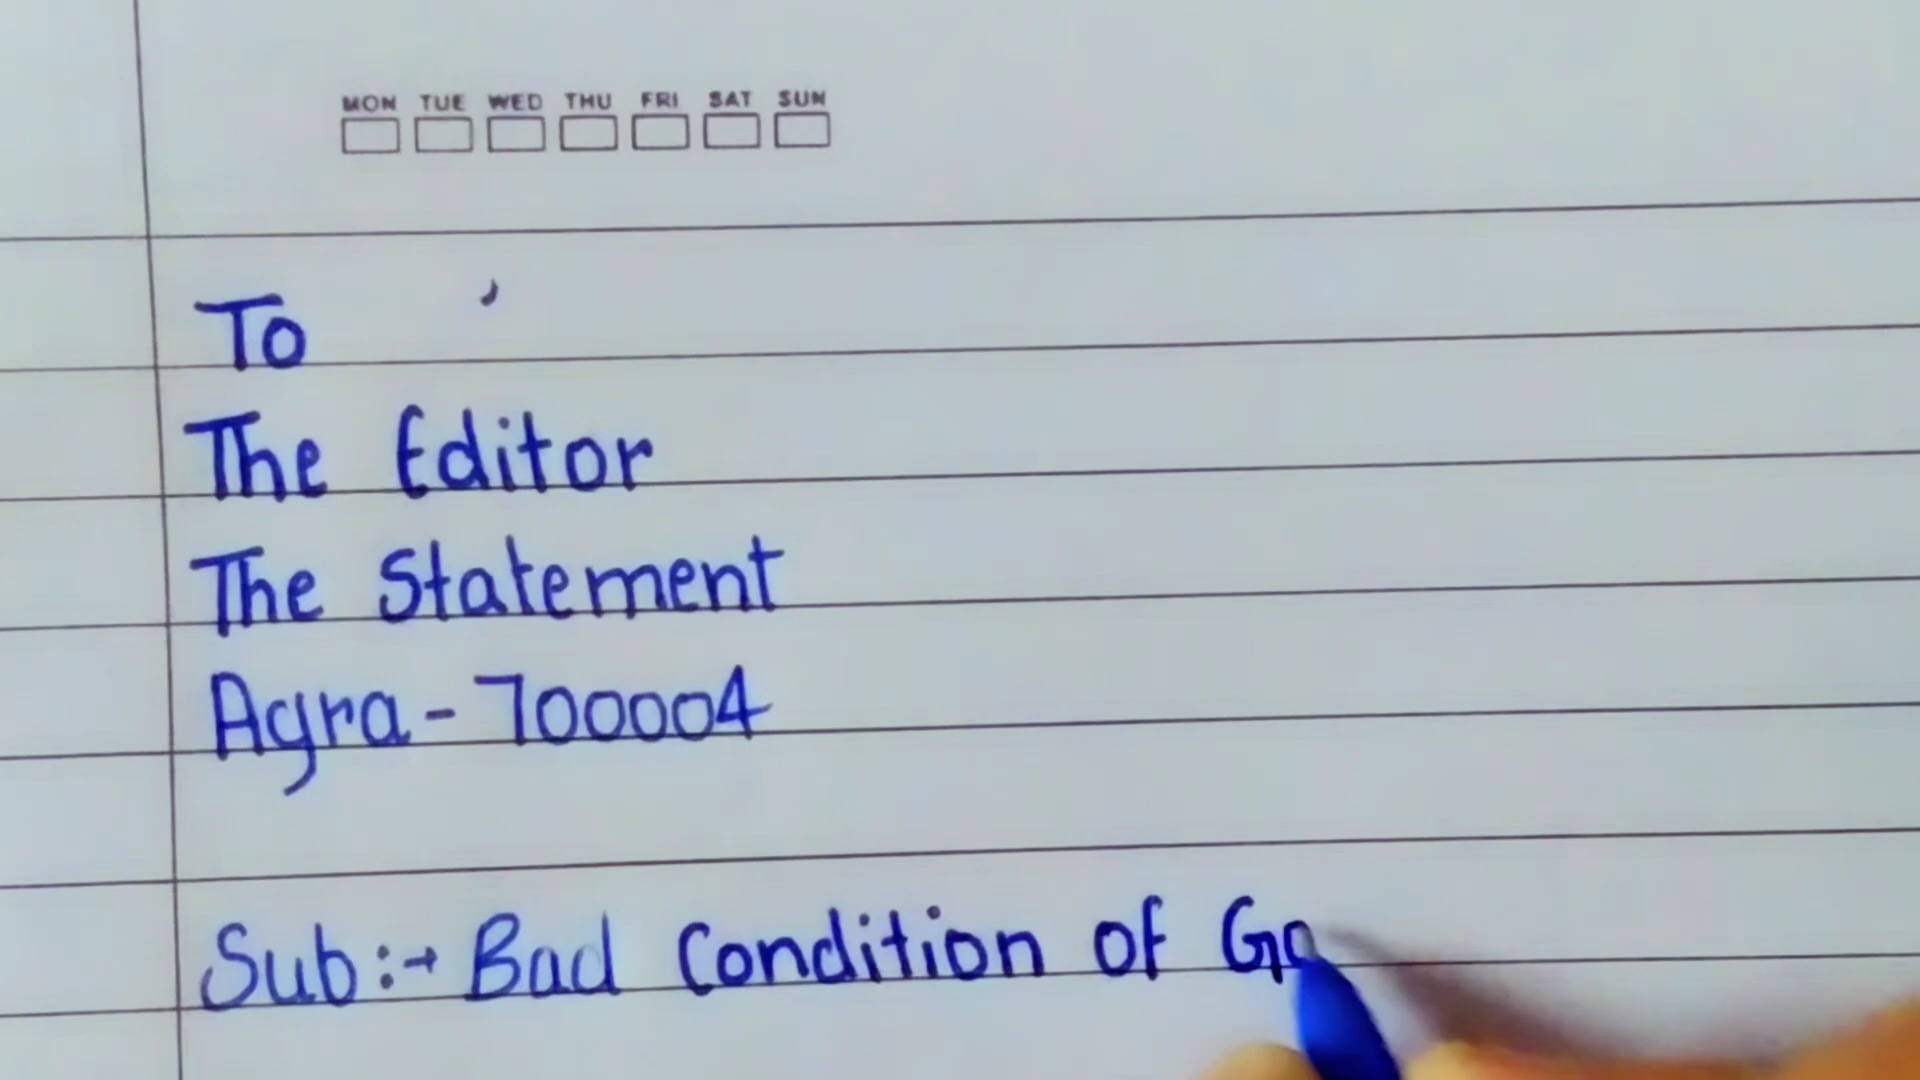 MON TUE WED THU FRI SAT SUN
To
The Editor
The Statement
Agra - 700004
Sub:→ Bad Condition of